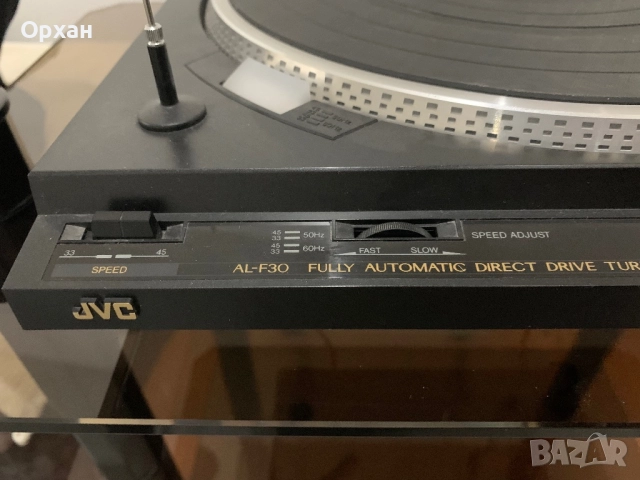 Орхан
45
33 50Hz
45
33 60Hz
SPEED ADJUST
33 45
FAST SLOW
SPEED
AL-F30 FULLY AUTOMATIC DIRECT DRIVE TUR
JVC
BAZAR